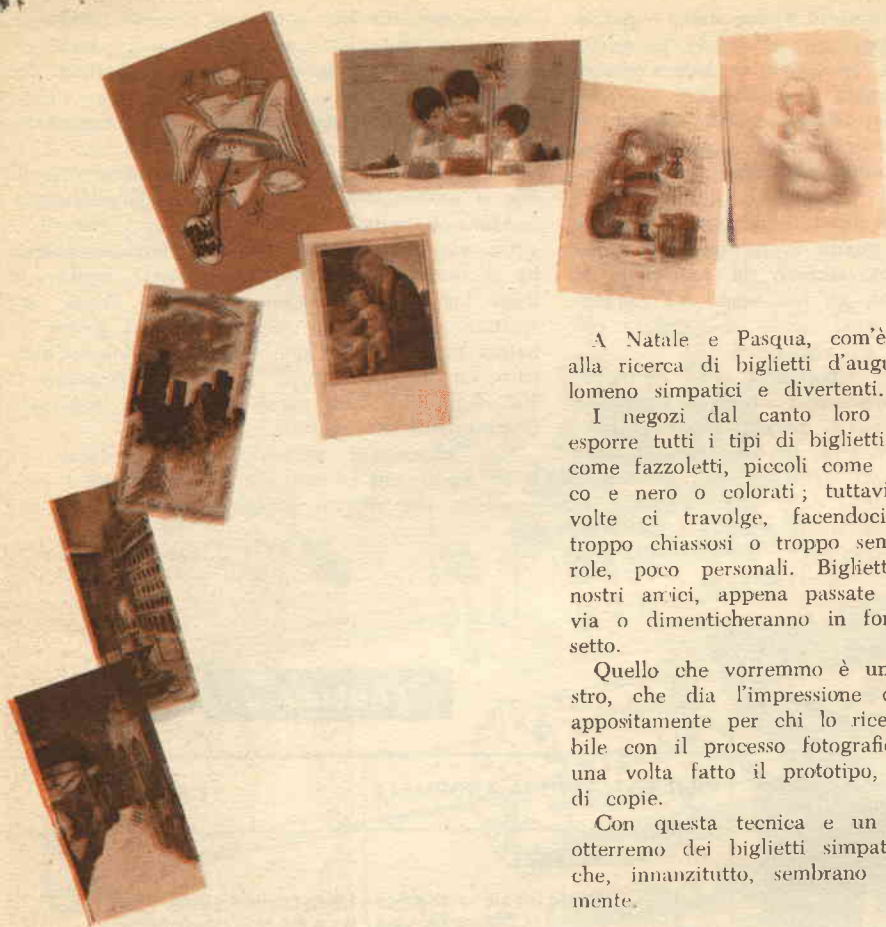 A Natale e Pasqua, com'è
alla ricerca di biglietti d'augu
lomeno simpatici e divertenti.
I negozi dal canto loro
esporre tutti i tipi di biglietti
come fazzoletti, piccoli come
co e nero o colorati ; tuttavi
volte ci travolge, facendoci
troppo chiassosi o troppo sen
role, poco personali. Bigliett
nostri amici, appena passate
via o dimenticheranno in for
setto.
Quello che vorremmo è un
stro, che dia l'impressione
appositamente per chi lo rice
bile con il processo fotografi
una volta fatto il prototipo,
di copie.
Con questa tecnica e un
otterremo dei biglietti simpat
che, innanzitutto, sembrano
mente.